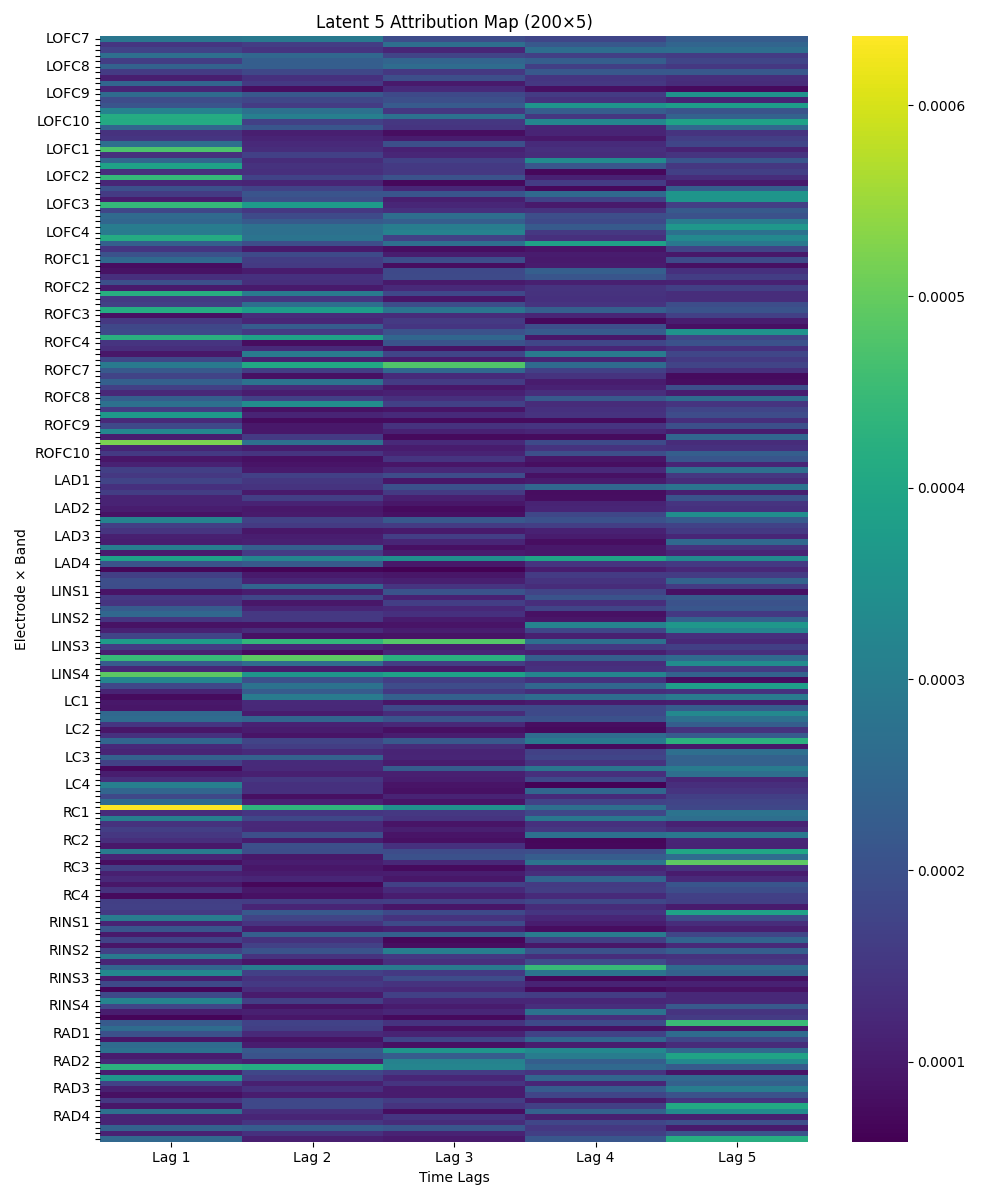 Latent 5 Attribution Map (200×5)
LOFC7
LOFC8
LOFC9
LOFC10
LOFC1
LOFC2
LOFC3
LOFC4
ROFC1
ROFC2
ROFC3
ROFC4
ROFC7
ROFC8
ROFC9
ROFC10
LAD1
LAD2
LAD3
LAD4
LINS1
LINS2
LINS3
LINS4
LC1
LC2
LC3
LC4
RC1
RC2
RC3
RC4
RINS1
RINS2
RINS3
RINS4
RAD1
RAD2
RAD3
RAD4
Electrode × Band
Lag 1 Lag 2 Lag 3 Lag 4 Lag 5
Time Lags
0.0006
0.0005
0.0004
0.0003
0.0002
0.0001